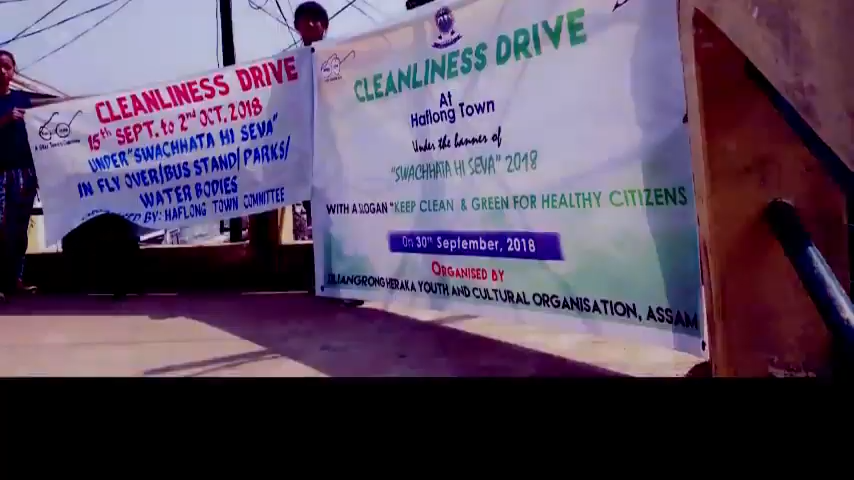 CLEANLINESS DRIVE
15th SEPT. to 2nd OCT. 2018
UNDER "SWACHHATA HI SEVA"
IN FLY OVER/BUS STAND/PARKS/
WATER BODIES
BY: HAFLONG TOWN COMMITTEE
CLEANLINESS DRIVE
At
Haflong Town
Under the banner of
"SWACHHATA HI SEVA" 2018
WITH A SLOGAN "KEEP CLEAN & GREEN FOR HEALTHY CITIZENS
On 30th September, 2018
ORGANISED BY
HERAKA YOUTH AND CULTURAL ORGANISATION, ASSAM